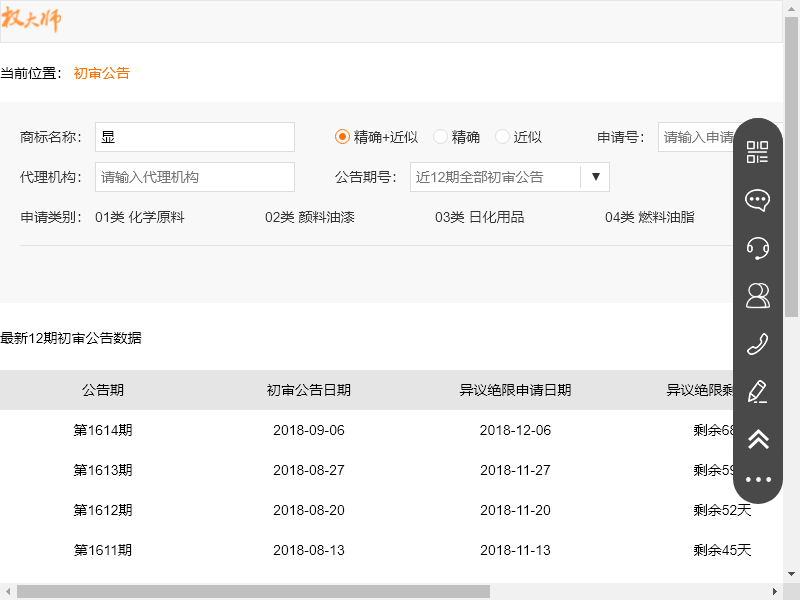 权大师
当前位置： 初审公告
商标名称： 显 精确+近似 精确 近似 申请号： 请输入申请
代理机构： 请输入代理机构 公告期号： 近12期全部初审公告 ▼
申请类别： 01类 化学原料 02类 颜料油漆 03类 日化用品 04类 燃料油脂
最新12期初审公告数据
公告期 初审公告日期 异议绝限申请日期 异议绝限剩
第1614期 2018-09-06 2018-12-06 剩余68
第1613期 2018-08-27 2018-11-27 剩余59
第1612期 2018-08-20 2018-11-20 剩余52天
第1611期 2018-08-13 2018-11-13 剩余45天